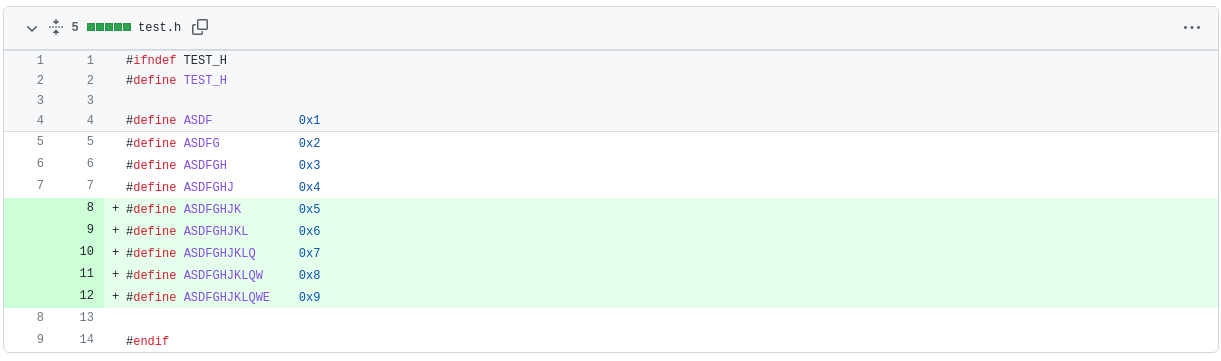 5 test.h
1 1 #ifndef TEST_H
2 2 #define TEST_H
3 3
4 4 #define ASDF 0x1
5 5 #define ASDFG 0x2
6 6 #define ASDFGH 0x3
7 7 #define ASDFGHJ 0x4
8 + #define ASDFGHJK 0x5
9 + #define ASDFGHJKL 0x6
10 + #define ASDFGHJKLQ 0x7
11 + #define ASDFGHJKLQW 0x8
12 + #define ASDFGHJKLQWE 0x9
8 13
9 14 #endif